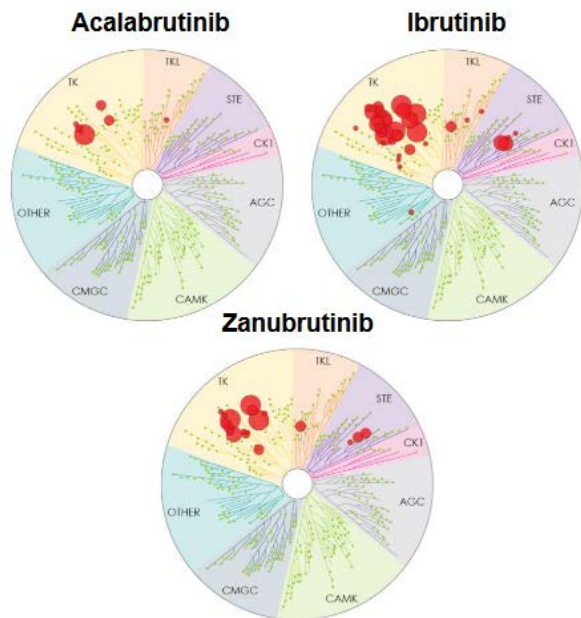 Acalabrutinib
TK
TKL
STE
CK1
AGC
CAMK
CMGC
OTHER
Ibrutinib
TK
TKL
STE
CK1
AGC
CAMK
CMGC
OTHER
Zanubrutinib
TK
TKL
STE
CK1
AGC
CAMK
CMGC
OTHER